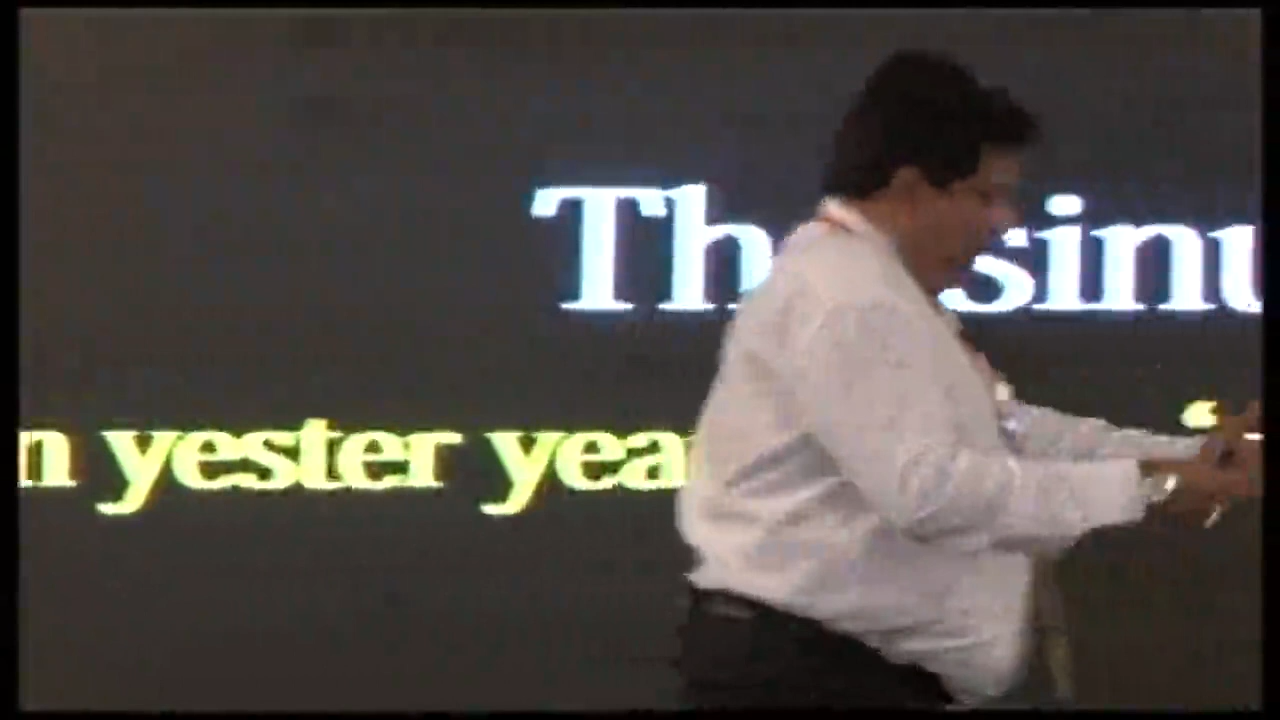 Th sinu
n yester yea “